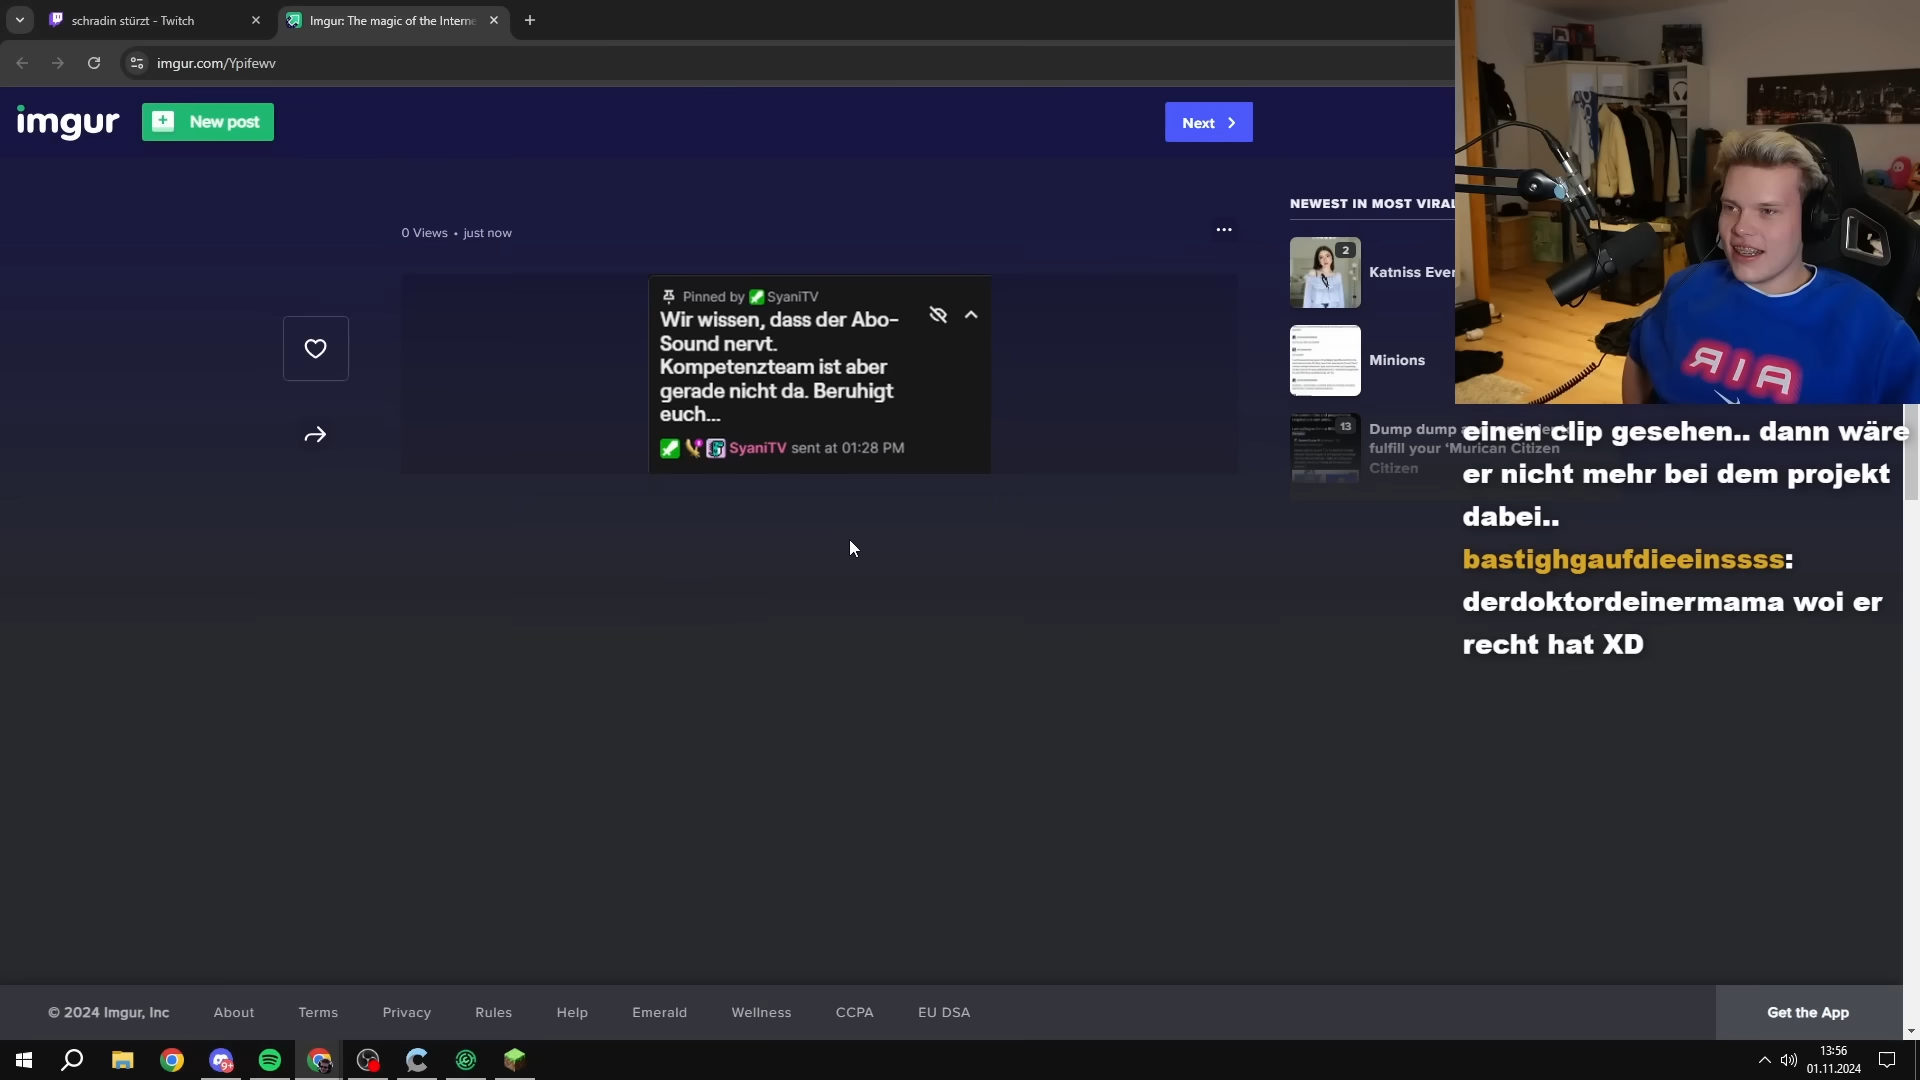 schradin stürzt - Twitch
Imgur: The magic of the Interne
imgur.com/Ypifewv
imgur
New post
Next
0 Views • just now
Pinned by SyaniTV
Wir wissen, dass der Abo-
Sound nervt.
Kompetenzteam ist aber
gerade nicht da. Beruhigt
euch...
SyaniTV sent at 01:28 PM
NEWEST IN MOST VIRAL
2
Katniss Ever
Minions
13
Dump dump
fulfill your ‘Murican Citizen
Citizen
AIR
einen clip gesehen.. dann wäre
er nicht mehr bei dem projekt
dabei..
bastighgaufdieeinssss:
derdoktordeinermama woi er
recht hat XD
© 2024 Imgur, Inc
About
Terms
Privacy
Rules
Help
Emerald
Wellness
CCPA
EU DSA
Get the App
9+
13:56
01.11.2024